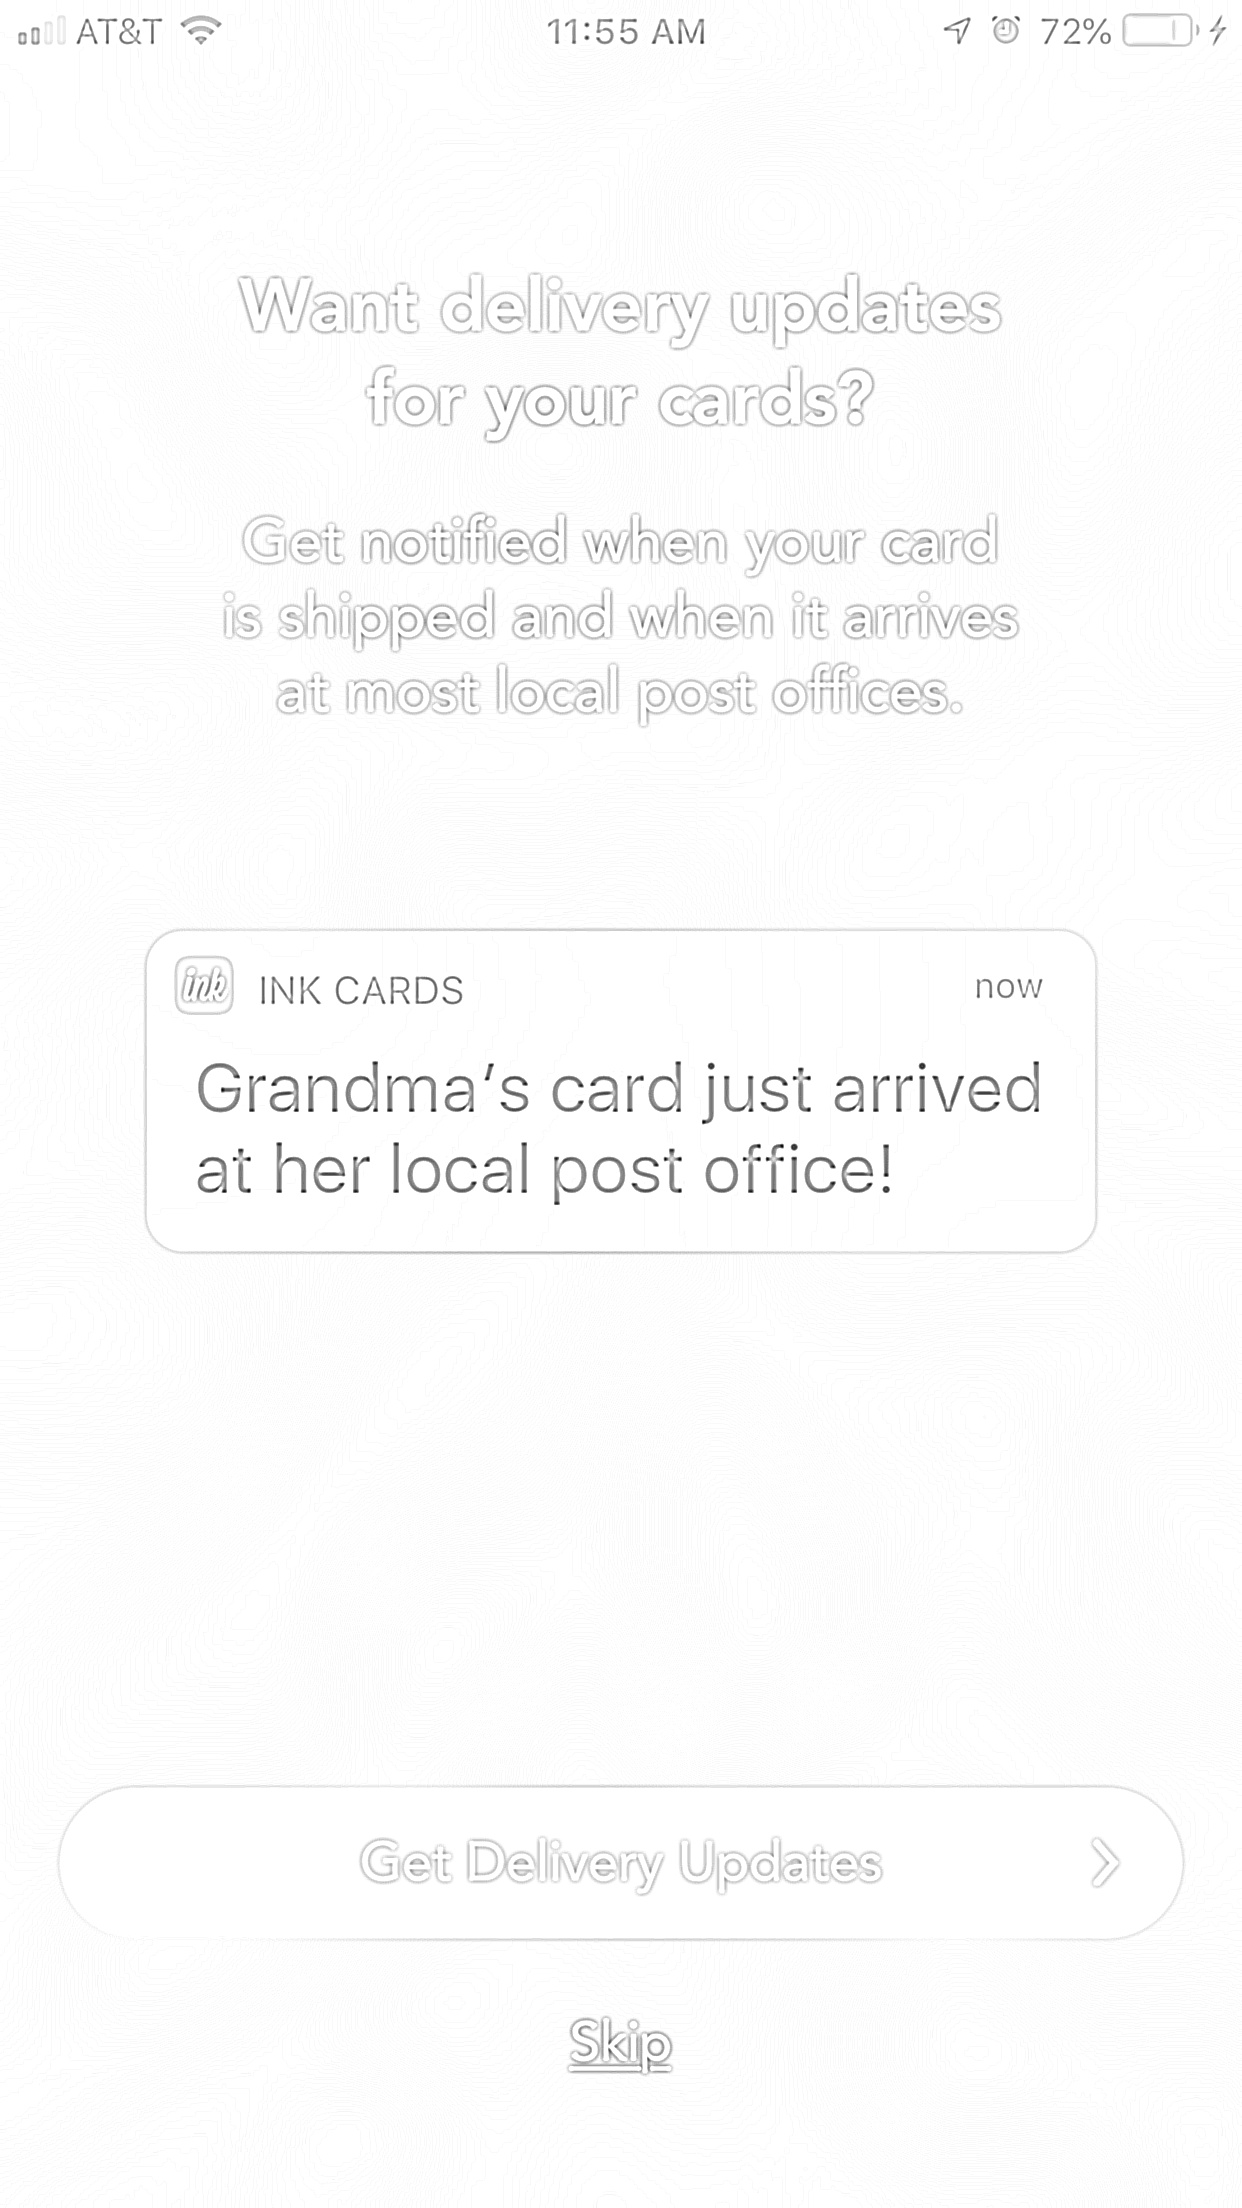 AT&T 11:55 AM 72%
Want delivery updates
for your cards?
Get notified when your card
is shipped and when it arrives
at most local post offices.
ink INK CARDS now
Grandma's card just arrived
at her local post office!
Get Delivery Updates
Skip